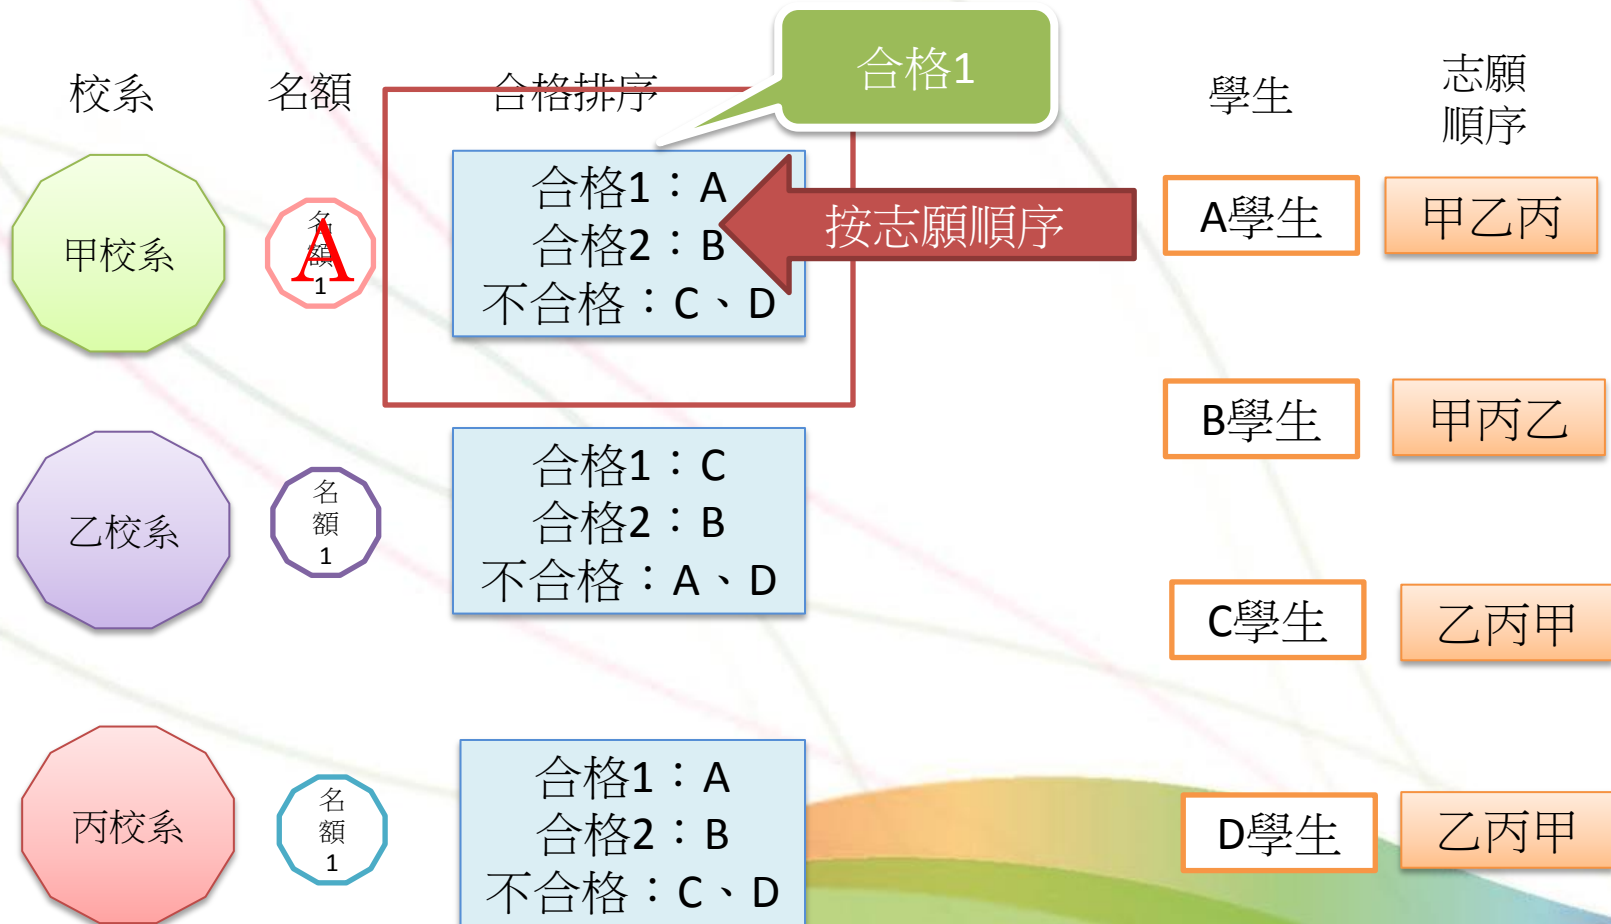 校系
名額
合格排序
合格1
學生
志願
順序
甲校系
名
額
1
A
合格1：A
合格2：B
不合格：C、D
按志願順序
A學生
甲乙丙
B學生
甲丙乙
乙校系
名
額
1
合格1：C
合格2：B
不合格：A、D
C學生
乙丙甲
丙校系
名
額
1
合格1：A
合格2：B
不合格：C、D
D學生
乙丙甲